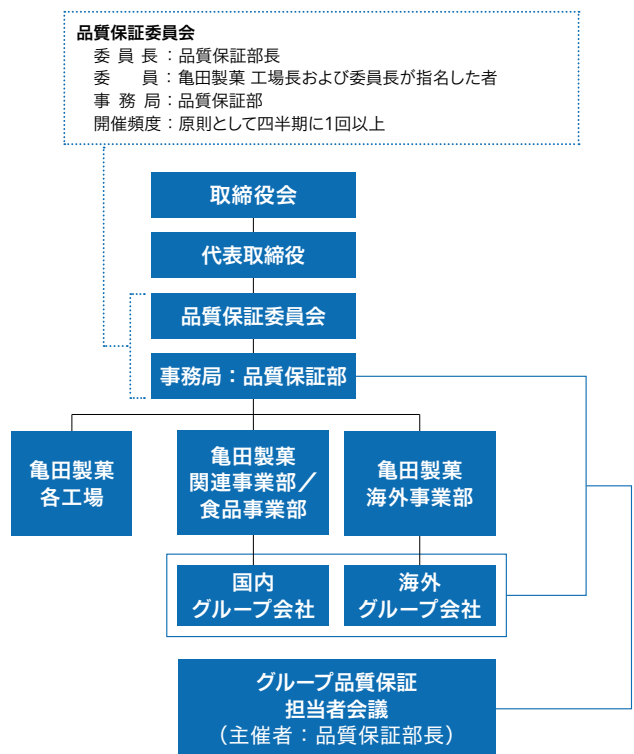 品質保証委員会
委員長：品質保証部長
委　員：亀田製菓 工場長および委員長が指名した者
事務局：品質保証部
開催頻度：原則として四半期に1回以上
取締役会
代表取締役
品質保証委員会
事務局：品質保証部
亀田製菓
各工場
亀田製菓
関連事業部／
食品事業部
亀田製菓
海外事業部
国内
グループ会社
海外
グループ会社
グループ品質保証
担当者会議
（主催者：品質保証部長）